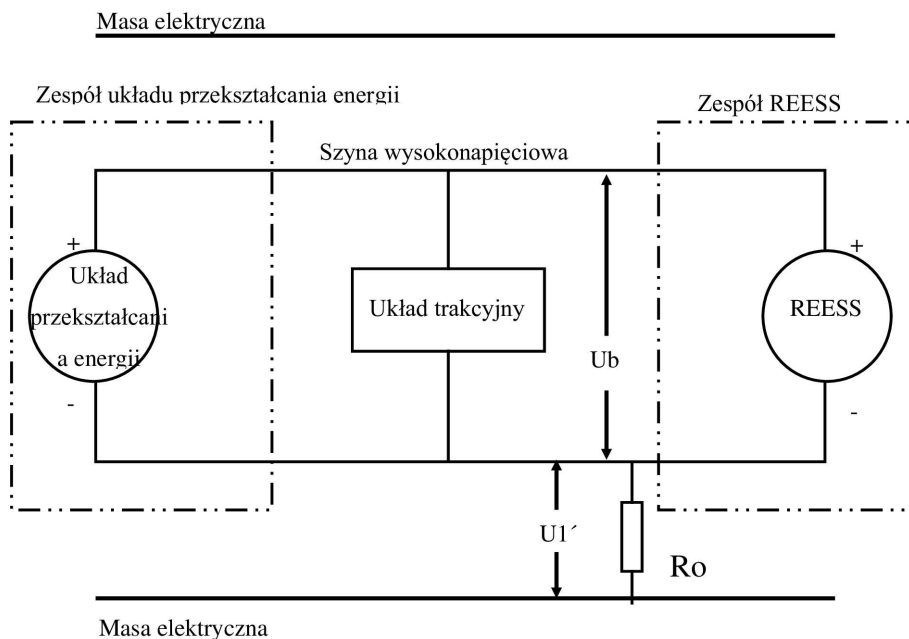 Masa elektryczna
Zespół układu przekształcania energii
Zespół REESS
Szyna wysokonapięciowa
+
Układ
przekształcani
a energii
-
Układ trakcyjny
Ub
+
REESS
-
U1´
Ro
Masa elektryczna